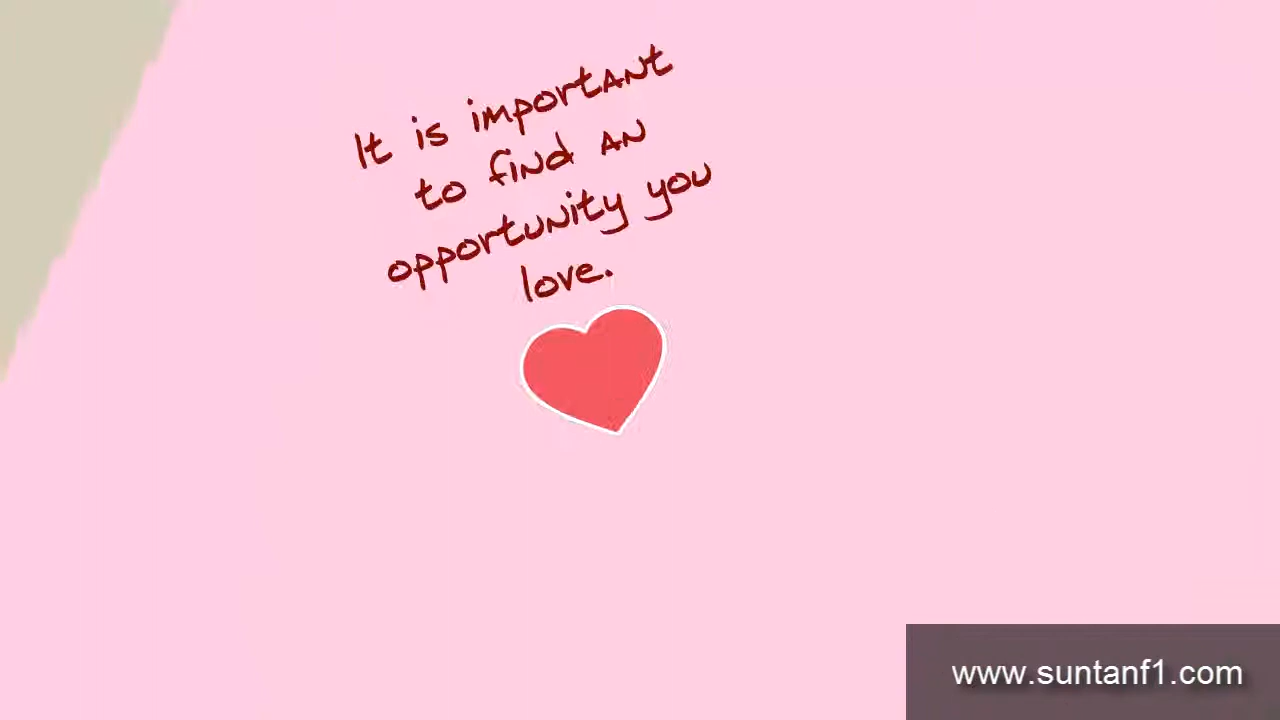 It is important
to find an
opportunity you
love.
www.suntanf1.com